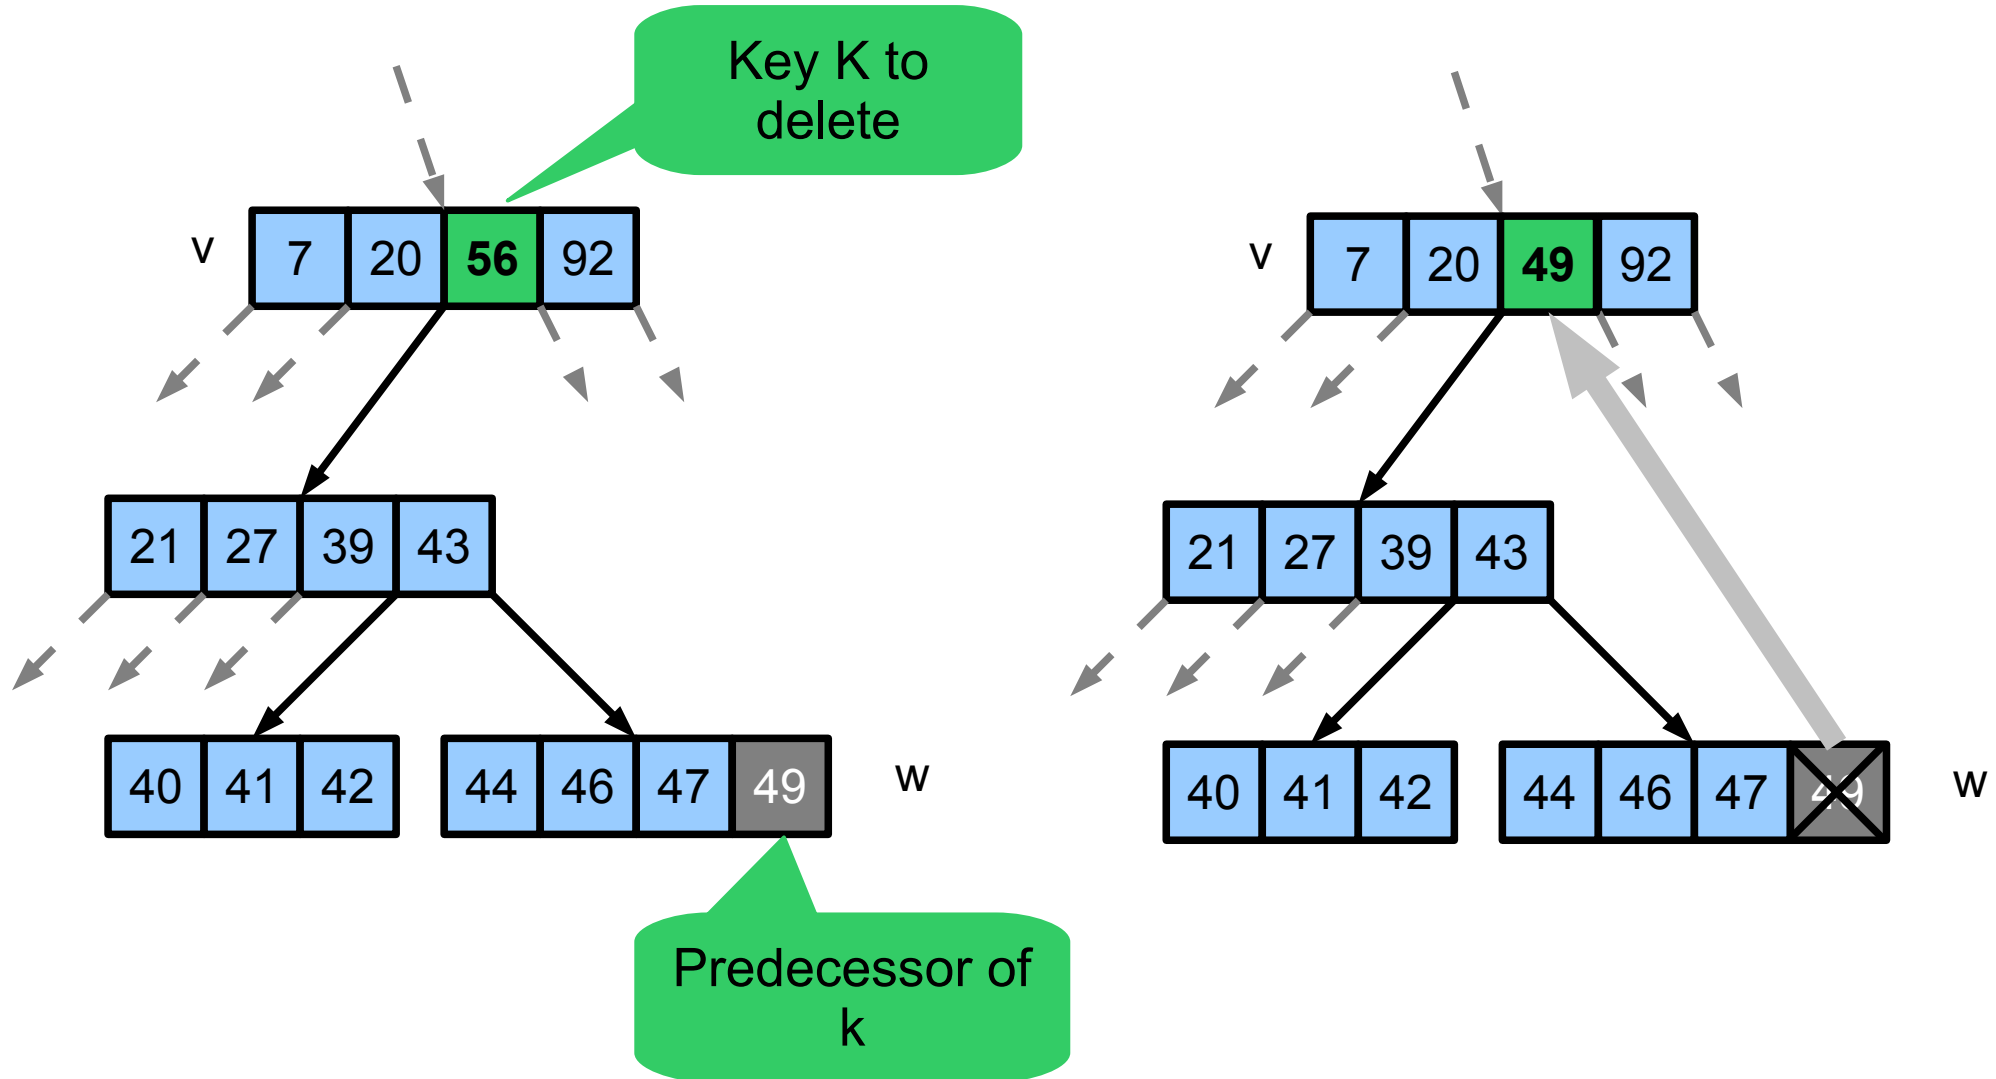 Key K to
delete
v 7 20 56 92
21 27 39 43
40 41 42 44 46 47 49 w
Predecessor of
k
v 7 20 49 92
21 27 39 43
40 41 42 44 46 47 49 w